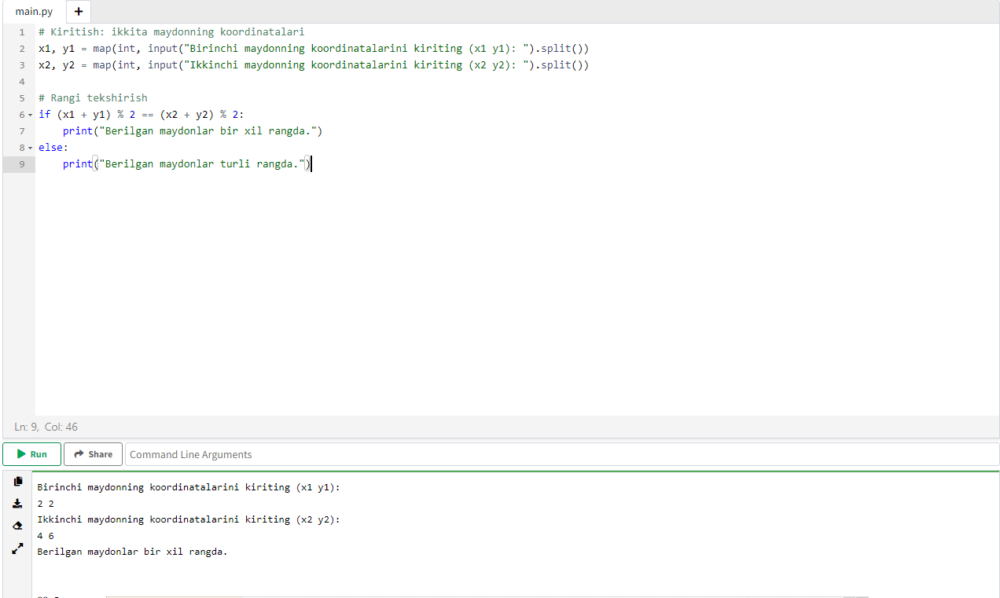 main.py +
1 # Kiritish: ikkita maydonning koordinatalari
2 x1, y1 = map(int, input("Birinchi maydonning koordinatalarini kiriting (x1 y1): ").split())
3 x2, y2 = map(int, input("Ikkinchi maydonning koordinatalarini kiriting (x2 y2): ").split())
4
5 # Rangi tekshirish
6 if (x1 + y1) % 2 == (x2 + y2) % 2:
7     print("Berilgan maydonlar bir xil rangda.")
8 else:
9     print("Berilgan maydonlar turli rangda.")
Ln: 9, Col: 46
Run Share Command Line Arguments
Birinchi maydonning koordinatalarini kiriting (x1 y1):
2 2
Ikkinchi maydonning koordinatalarini kiriting (x2 y2):
4 6
Berilgan maydonlar bir xil rangda.